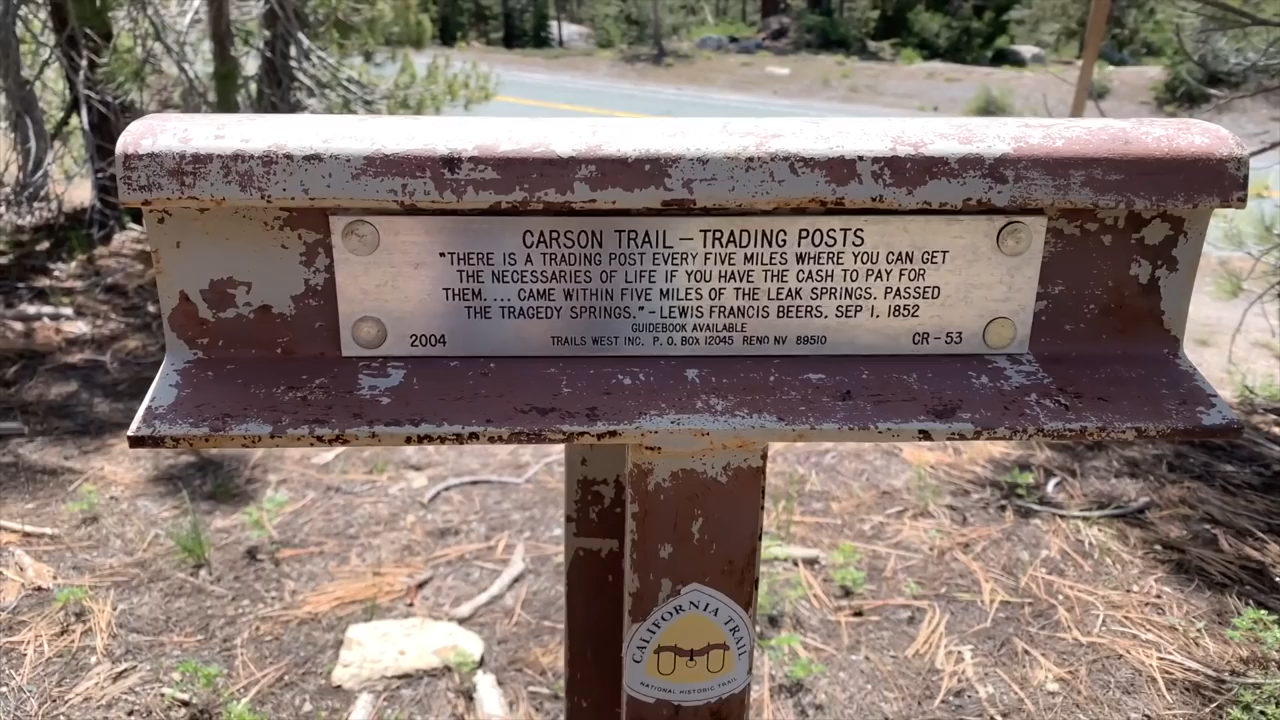 CARSON TRAIL – TRADING POSTS
"THERE IS A TRADING POST EVERY FIVE MILES WHERE YOU CAN GET
THE NECESSARIES OF LIFE IF YOU HAVE THE CASH TO PAY FOR
THEM.... CAME WITHIN FIVE MILES OF THE LEAK SPRINGS. PASSED
THE TRAGEDY SPRINGS." – LEWIS FRANCIS BEERS, SEP 1, 1852
GUIDEBOOK AVAILABLE
2004 TRAILS WEST INC. P. O. BOX 12045 RENO NV 89510 CR-53
CALIFORNIA TRAIL
NATIONAL HISTORIC TRAIL